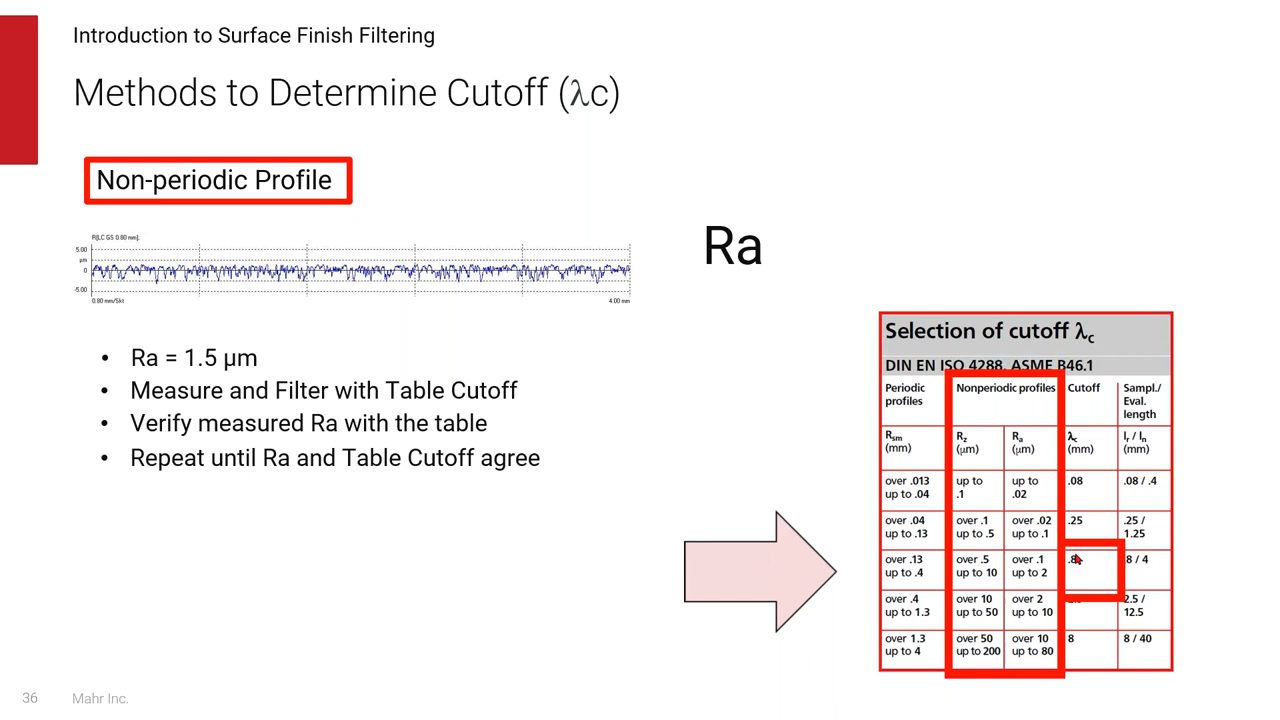 Introduction to Surface Finish Filtering
Methods to Determine Cutoff (λc)
Non-periodic Profile
R[LC GS 0.80 mm];
5.00
µm
0
-5.00
0.80 mm/Skt
4.00 mm
• Ra = 1.5 µm
• Measure and Filter with Table Cutoff
• Verify measured Ra with the table
• Repeat until Ra and Table Cutoff agree
Ra
Selection of cutoff λc
DIN EN ISO 4288, ASME B46.1
Periodic profiles Nonperiodic profiles Cutoff Sampl./ Eval. length
Rsm (mm) Rz (µm) Ra (µm) λc (mm) lr / ln (mm)
over .013 up to .04 up to .1 up to .02 .08 .08 / .4
over .04 up to .13 over .1 up to .5 over .02 up to .1 .25 .25 / 1.25
over .13 up to .4 over .5 up to 10 over .1 up to 2 .8 8 / 4
over .4 up to 1.3 over 10 up to 50 over 2 up to 10 2.5 / 12.5
over 1.3 up to 4 over 50 up to 200 over 10 up to 80 8 8 / 40
36 Mahr Inc.